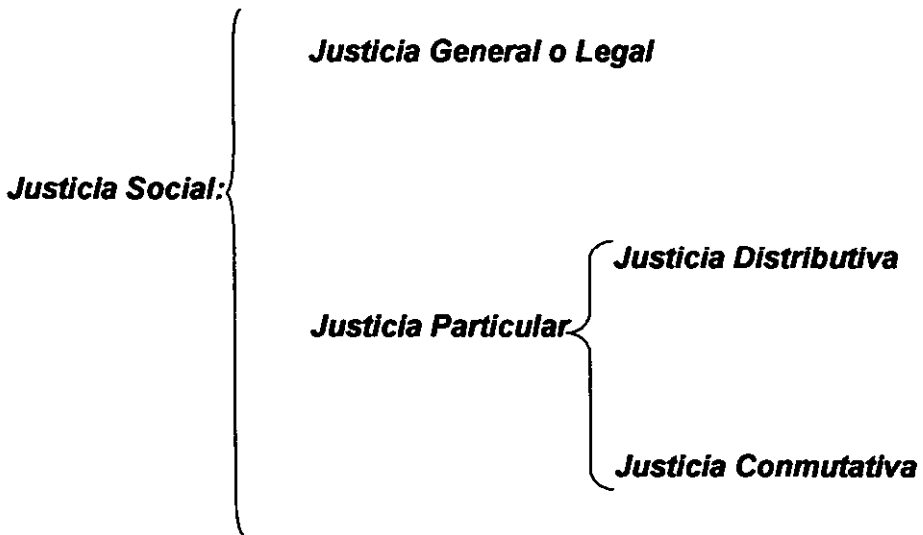 Justicia General o Legal
Justicia Social:
Justicia Distributiva
Justicia Particular
Justicia Conmutativa